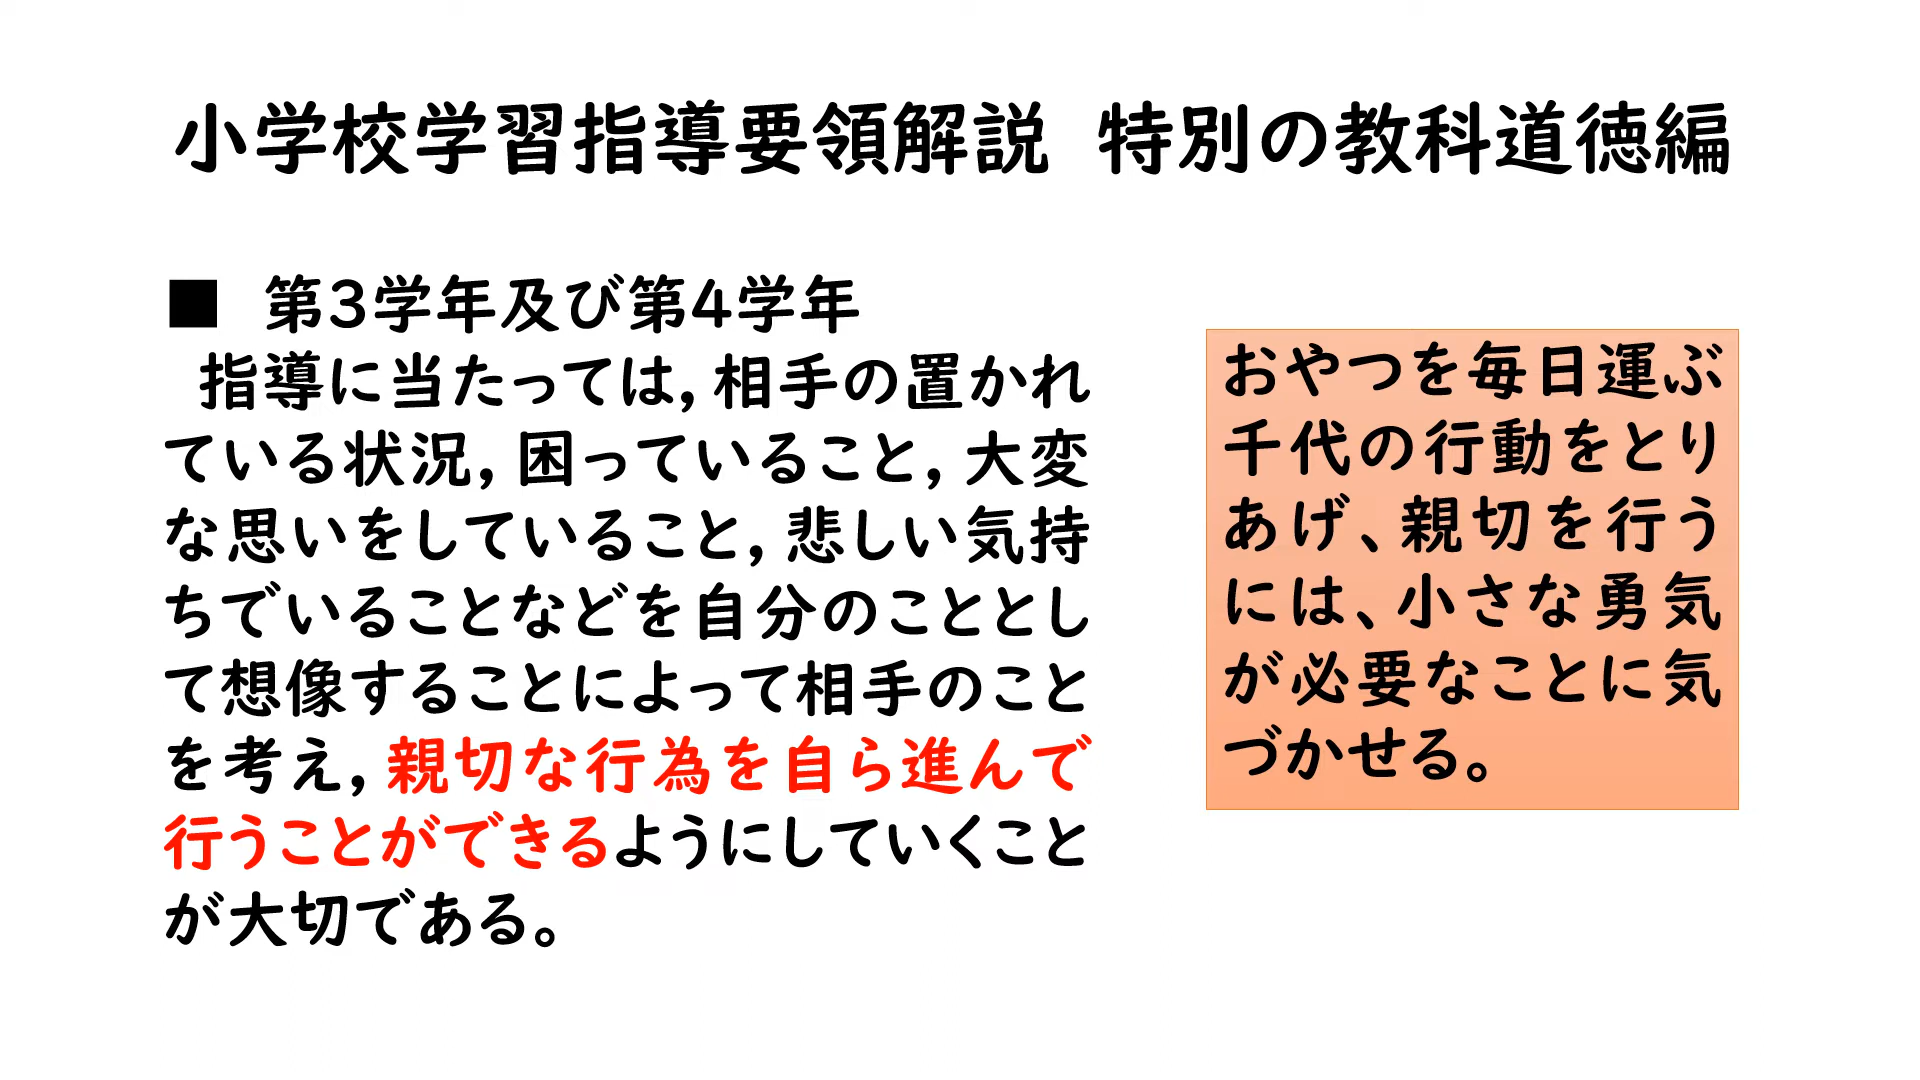 小学校学習指導要領解説 特別の教科道徳編
■ 第3学年及び第4学年
指導に当たっては，相手の置かれ
ている状況，困っていること，大変
な思いをしていること，悲しい気持
ちでいることなどを自分のこととし
て想像することによって相手のこと
を考え，親切な行為を自ら進んで
行うことができるようにしていくこと
が大切である。
おやつを毎日運ぶ
千代の行動をとり
あげ、親切を行う
には、小さな勇気
が必要なことに気
づかせる。